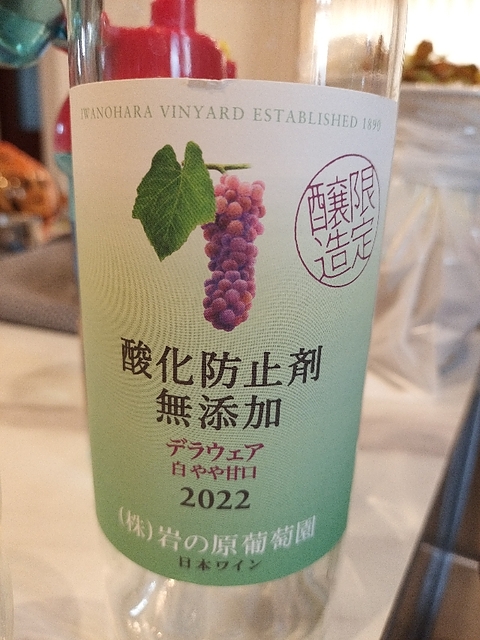 IWANOHARA VINYARD ESTABLISHED 1890
限定
醸造
酸化防止剤
無添加
デラウェア
白 やや甘口
2022
(株)岩の原葡萄園
日本ワイン